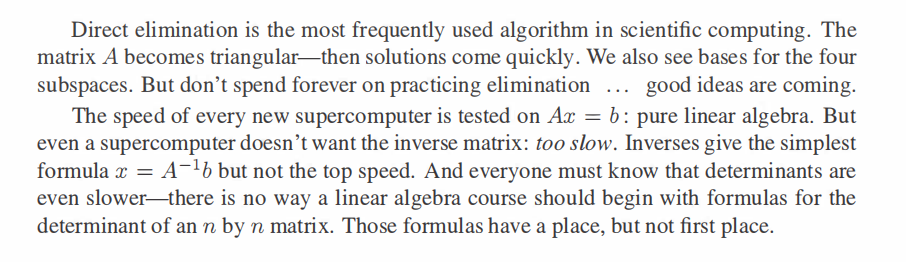 Direct elimination is the most frequently used algorithm in scientific computing. The
matrix A becomes triangular—then solutions come quickly. We also see bases for the four
subspaces. But don’t spend forever on practicing elimination … good ideas are coming.
The speed of every new supercomputer is tested on Ax = b : pure linear algebra. But
even a supercomputer doesn’t want the inverse matrix: too slow. Inverses give the simplest
formula x = A⁻¹b but not the top speed. And everyone must know that determinants are
even slower—there is no way a linear algebra course should begin with formulas for the
determinant of an n by n matrix. Those formulas have a place, but not first place.